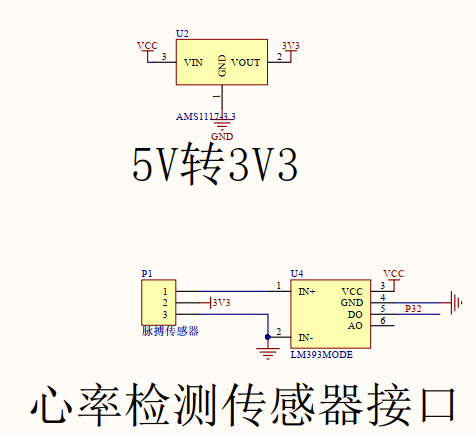 U2
VCC 3 VIN GND VOUT 2 3V3
1
AMS1117-3.3
GND
5V转3V3
P1 U4 VCC
1 1 IN+ VCC 3
2 3V3 GND 4
3 DO 5 P32
AO 6
脉搏传感器 2 IN-
LM393MODE
心率检测传感器接口